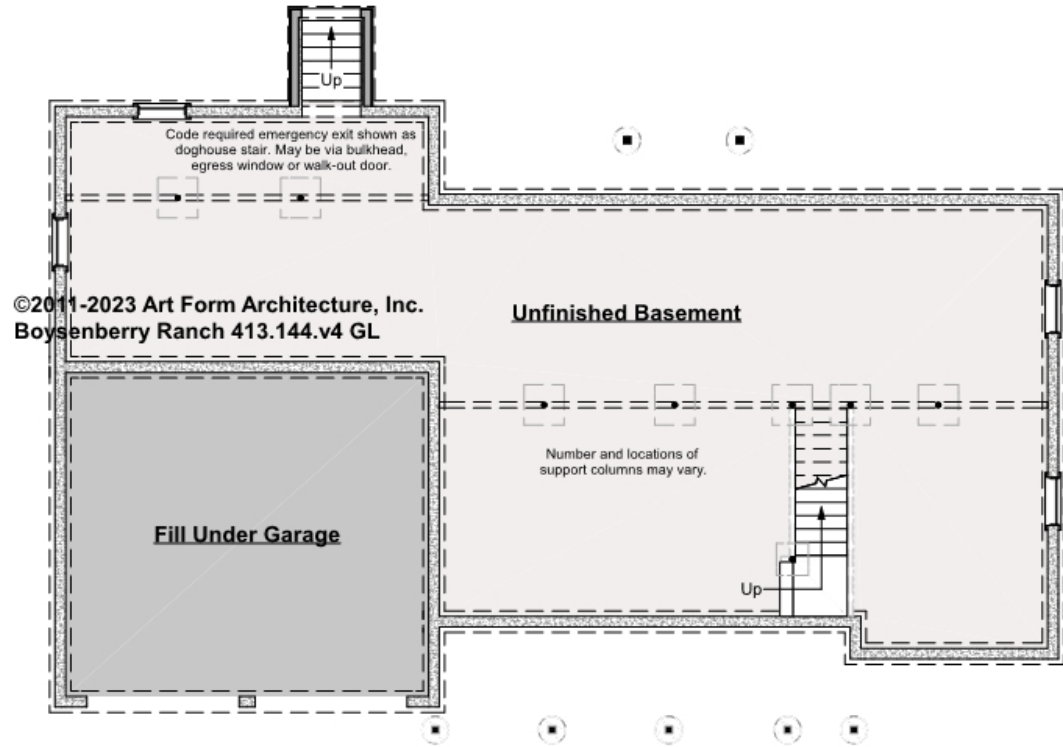 Up
Code required emergency exit shown as
doghouse stair. May be via bulkhead,
egress window or walk-out door.
©2011-2023 Art Form Architecture, Inc.
Boysenberry Ranch 413.144.v4 GL
Unfinished Basement
Number and locations of
support columns may vary.
Fill Under Garage
Up